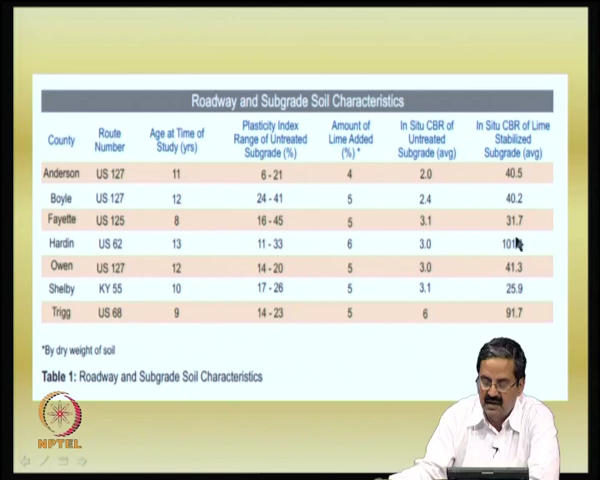 Roadway and Subgrade Soil Characteristics
County Route Number Age at Time of Study (yrs) Plasticity Index Range of Untreated Subgrade (%) Amount of Lime Added (%) * In Situ CBR of Untreated Subgrade (avg) In Situ CBR of Lime Stabilized Subgrade (avg)
Anderson US 127 11 6 - 21 4 2.0 40.5
Boyle US 127 12 24 - 41 5 2.4 40.2
Fayette US 125 8 16 - 45 5 3.1 31.7
Hardin US 62 13 11 - 33 6 3.0
Owen US 127 12 14 - 20 5 3.0 41.3
Shelby KY 55 10 17 - 26 5 3.1 25.9
Trigg US 68 9 14 - 23 5 6 91.7
*By dry weight of soil
Table 1: Roadway and Subgrade Soil Characteristics
NPTEL